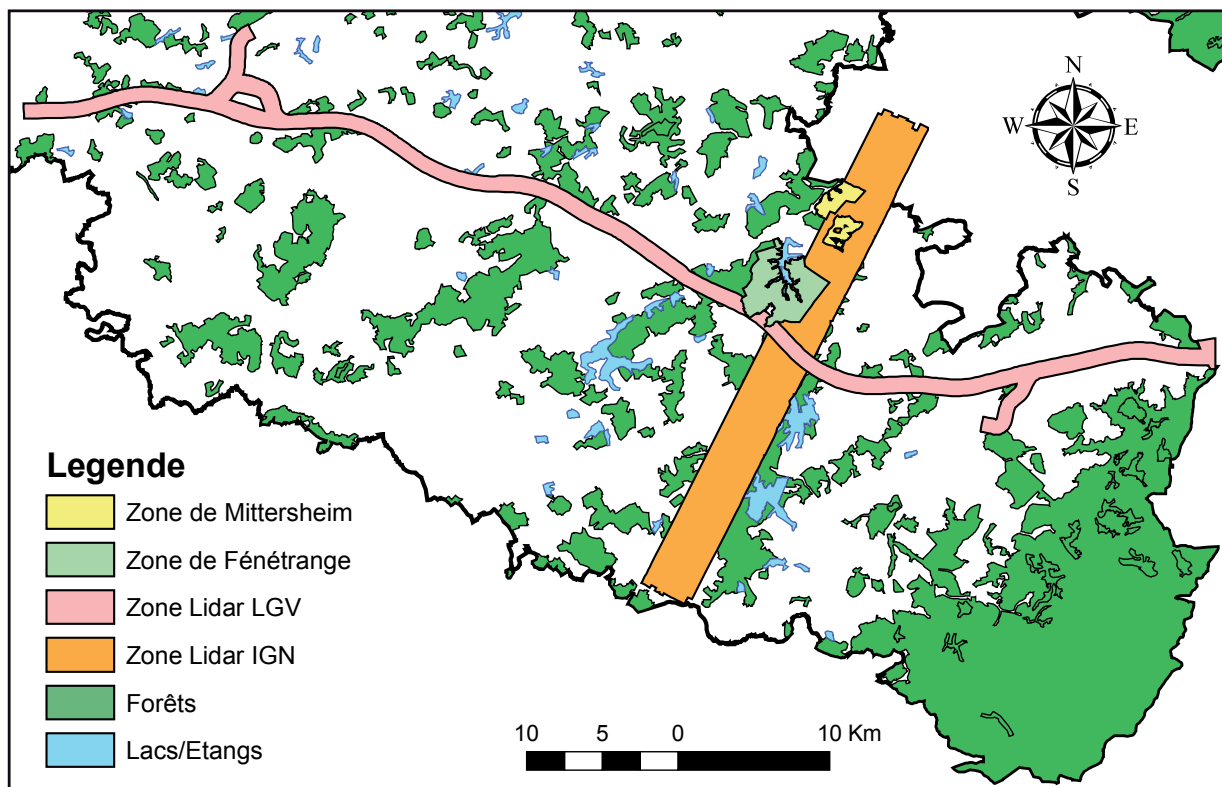 N
W E
S
Legende
Zone de Mittersheim
Zone de Fénétrange
Zone Lidar LGV
Zone Lidar IGN
Forêts
Lacs/Etangs
10 5 0 10 Km